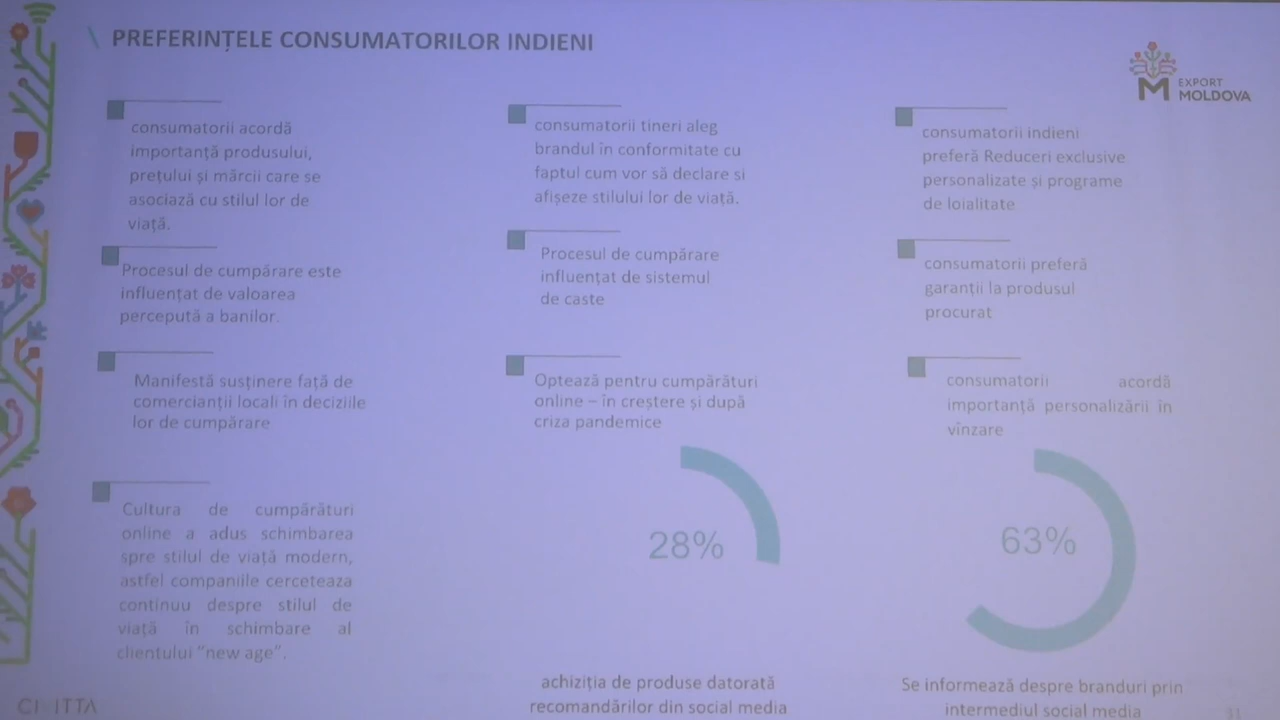 PREFERINȚELE CONSUMATORILOR INDIENI
EXPORT
MOLDOVA
consumatorii acordă
importanță produsului,
prețului și mărcii care se
asociază cu stilul lor de
viață.
Procesul de cumpărare este
influențat de valoarea
percepută a banilor.
Manifestă susținere față de
comercianții locali în deciziile
lor de cumpărare
Cultura de cumpărături
online a adus schimbarea
spre stilul de viață modern,
astfel companiile cerceteaza
continuu despre stilul de
viață în schimbare al
clientului "new age".
consumatorii tineri aleg
brandul în conformitate cu
faptul cum vor să declare si
afișeze stilului lor de viață.
Procesul de cumpărare
influențat de sistemul
de caste
Optează pentru cumpărături
online – în creștere și după
criza pandemice
28%
achiziția de produse datorată
recomandărilor din social media
consumatorii indieni
preferă Reduceri exclusive
personalizate și programe
de loialitate
consumatorii preferă
garanții la produsul
procurat
consumatorii acordă
importanță personalizării în
vînzare
63%
Se informează despre branduri prin
intermediul social media
CIVITTA